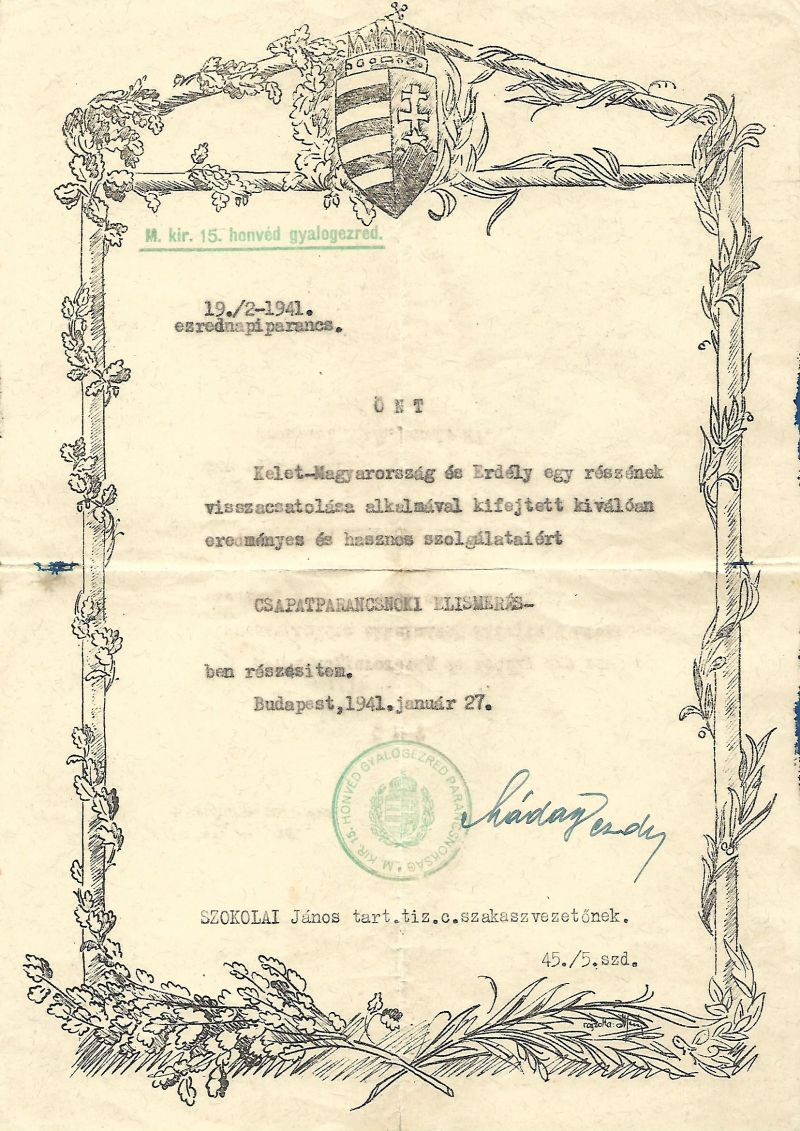 M. kir. 15. honvéd gyalogezred.
19./2-1941.
ezrednapiparancs.
ÖNT
Kelet-Magyarország és Erdély egy részének
visszacsatolása alkalmával kifejtett kiválóan
eredményes és hasznos szolgálataiért
CSAPATPARANCSNOKI ELISMERÉS-
ben részesitem.
Budapest,1941.január 27.
M. KIR. 15. HONVÉD GYALOGEZRED PARANCSNOKSÁG
SZOKOLAI János tart.tiz.c.szakaszvezetőnek.
45./5.szd.